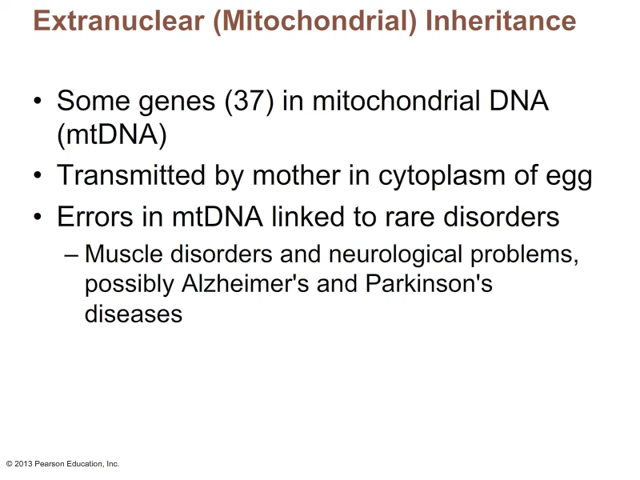 Extranuclear (Mitochondrial) Inheritance
• Some genes (37) in mitochondrial DNA
(mtDNA)
• Transmitted by mother in cytoplasm of egg
• Errors in mtDNA linked to rare disorders
– Muscle disorders and neurological problems,
possibly Alzheimer's and Parkinson's
diseases
© 2013 Pearson Education, Inc.